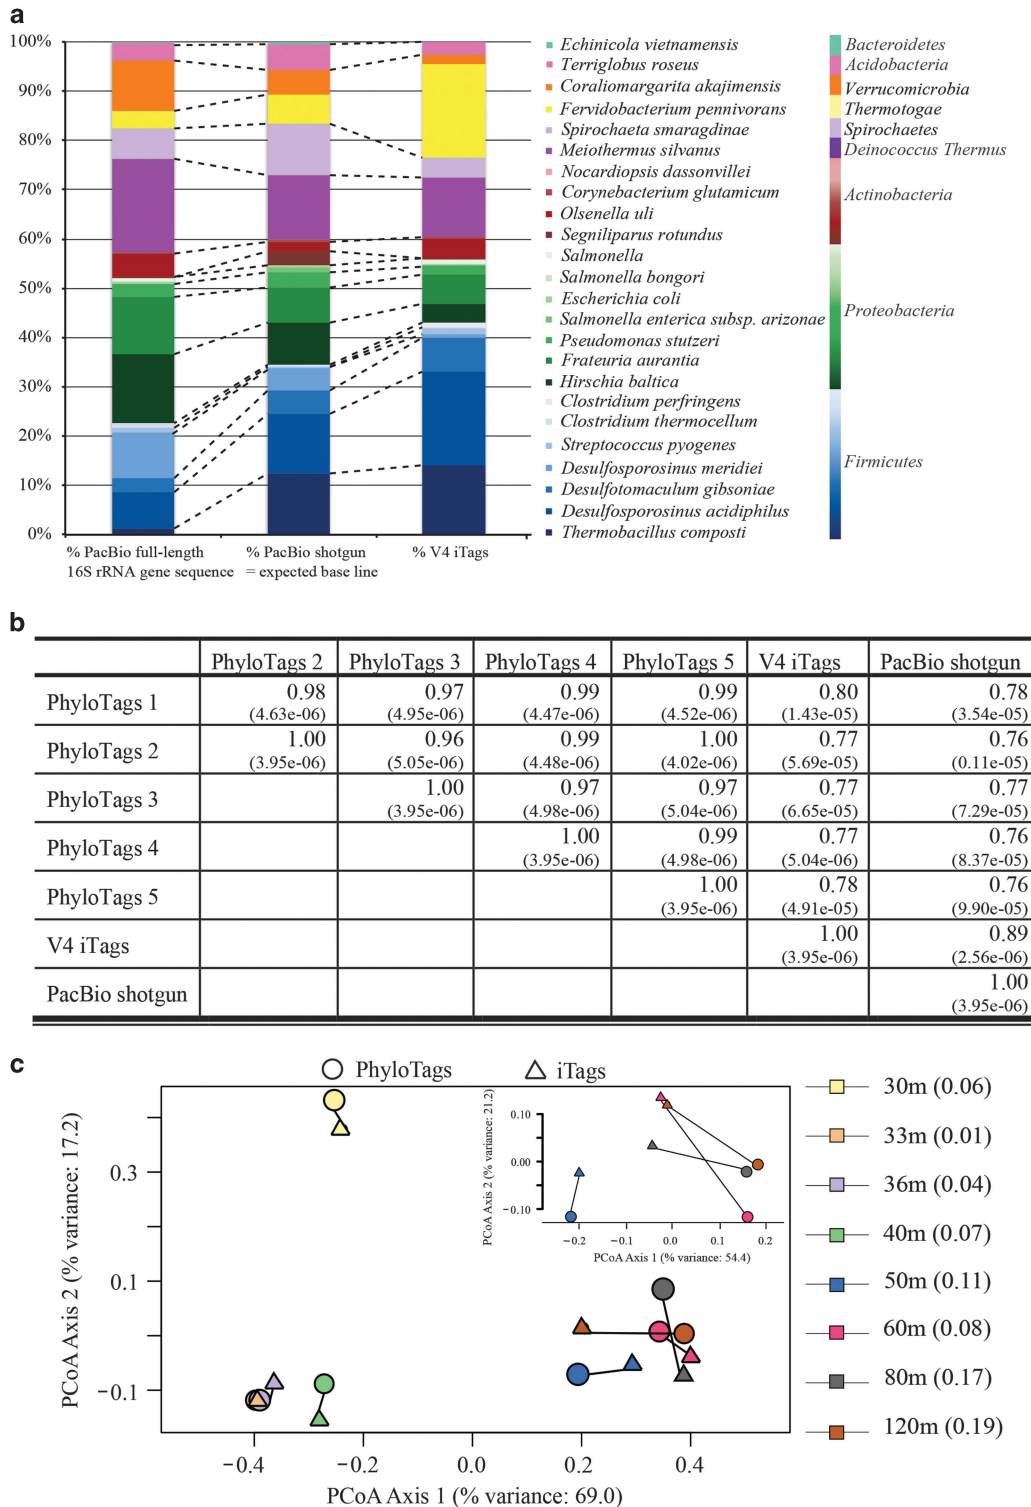 a
100%
90%
80%
70%
60%
50%
40%
30%
20%
10%
0%
% PacBio full-length
16S rRNA gene sequence
% PacBio shotgun
= expected base line
% V4 iTags
Echinicola vietnamensis
Terriglobus roseus
Coraliomargarita akajimensis
Fervidobacterium pennivorans
Spirochaeta smaragdinae
Meiothermus silvanus
Nocardiopsis dassonvillei
Corynebacterium glutamicum
Olsenella uli
Segniliparus rotundus
Salmonella
Salmonella bongori
Escherichia coli
Salmonella enterica subsp. arizonae
Pseudomonas stutzeri
Frateuria aurantia
Hirschia baltica
Clostridium perfringens
Clostridium thermocellum
Streptococcus pyogenes
Desulfosporosinus meridiei
Desulfotomaculum gibsoniae
Desulfosporosinus acidiphilus
Thermobacillus composti
Bacteroidetes
Acidobacteria
Verrucomicrobia
Thermotogae
Spirochaetes
Deinococcus Thermus
Actinobacteria
Proteobacteria
Firmicutes
b
PhyloTags 2 PhyloTags 3 PhyloTags 4 PhyloTags 5 V4 iTags PacBio shotgun
PhyloTags 1 0.98 0.97 0.99 0.99 0.80 0.78
(4.63e-06) (4.95e-06) (4.47e-06) (4.52e-06) (1.43e-05) (3.54e-05)
PhyloTags 2 1.00 0.96 0.99 1.00 0.77 0.76
(3.95e-06) (5.05e-06) (4.48e-06) (4.02e-06) (5.69e-05) (0.11e-05)
PhyloTags 3 1.00 0.97 0.97 0.77 0.77
(3.95e-06) (4.98e-06) (5.04e-06) (6.65e-05) (7.29e-05)
PhyloTags 4 1.00 0.99 0.77 0.76
(3.95e-06) (4.98e-06) (5.04e-06) (8.37e-05)
PhyloTags 5 1.00 0.78 0.76
(3.95e-06) (4.91e-05) (9.90e-05)
V4 iTags 1.00 0.89
(3.95e-06) (2.56e-06)
PacBio shotgun 1.00
(3.95e-06)
c
PhyloTags iTags
PCoA Axis 2 (% variance: 17.2)
0.3
0.1
−0.1
−0.4 −0.2 0.0 0.2 0.4
PCoA Axis 1 (% variance: 69.0)
PCoA Axis 2 (% variance: 21.2)
0.10
0.00
−0.10
−0.2 −0.1 0.0 0.1 0.2
PCoA Axis 1 (% variance: 54.4)
30m (0.06)
33m (0.01)
36m (0.04)
40m (0.07)
50m (0.11)
60m (0.08)
80m (0.17)
120m (0.19)